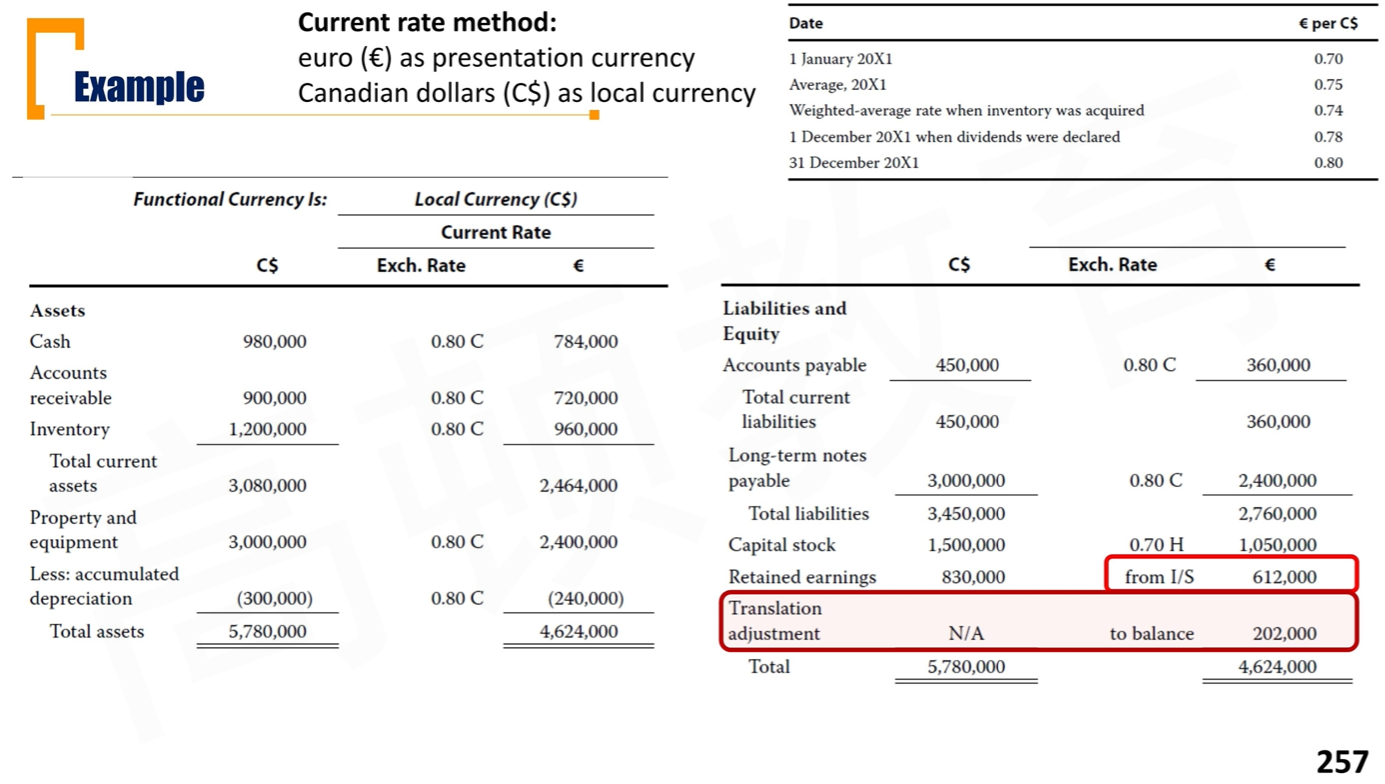 Example
Current rate method:
euro (€) as presentation currency
Canadian dollars (C$) as local currency
Date € per C$
1 January 20X1 0.70
Average, 20X1 0.75
Weighted-average rate when inventory was acquired 0.74
1 December 20X1 when dividends were declared 0.78
31 December 20X1 0.80
Functional Currency Is: Local Currency (C$)
Current Rate
C$ Exch. Rate €
Assets
Cash 980,000 0.80 C 784,000
Accounts
receivable 900,000 0.80 C 720,000
Inventory 1,200,000 0.80 C 960,000
Total current
assets 3,080,000 2,464,000
Property and
equipment 3,000,000 0.80 C 2,400,000
Less: accumulated
depreciation (300,000) 0.80 C (240,000)
Total assets 5,780,000 4,624,000
C$ Exch. Rate €
Liabilities and
Equity
Accounts payable 450,000 0.80 C 360,000
Total current
liabilities 450,000 360,000
Long-term notes
payable 3,000,000 0.80 C 2,400,000
Total liabilities 3,450,000 2,760,000
Capital stock 1,500,000 0.70 H 1,050,000
Retained earnings 830,000 from I/S 612,000
Translation
adjustment N/A to balance 202,000
Total 5,780,000 4,624,000
高顿教育
257